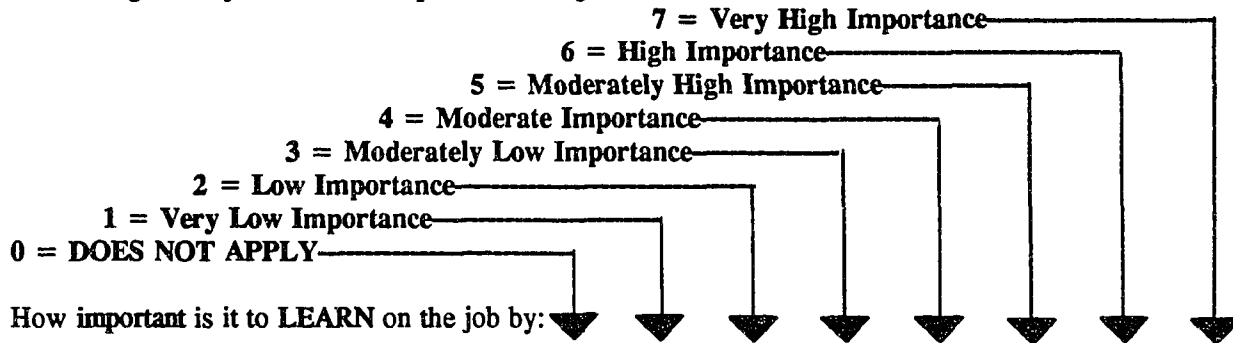 7 = Very High Importance
6 = High Importance
5 = Moderately High Importance
4 = Moderate Importance
3 = Moderately Low Importance
2 = Low Importance
1 = Very Low Importance
0 = DOES NOT APPLY
How important is it to LEARN on the job by: